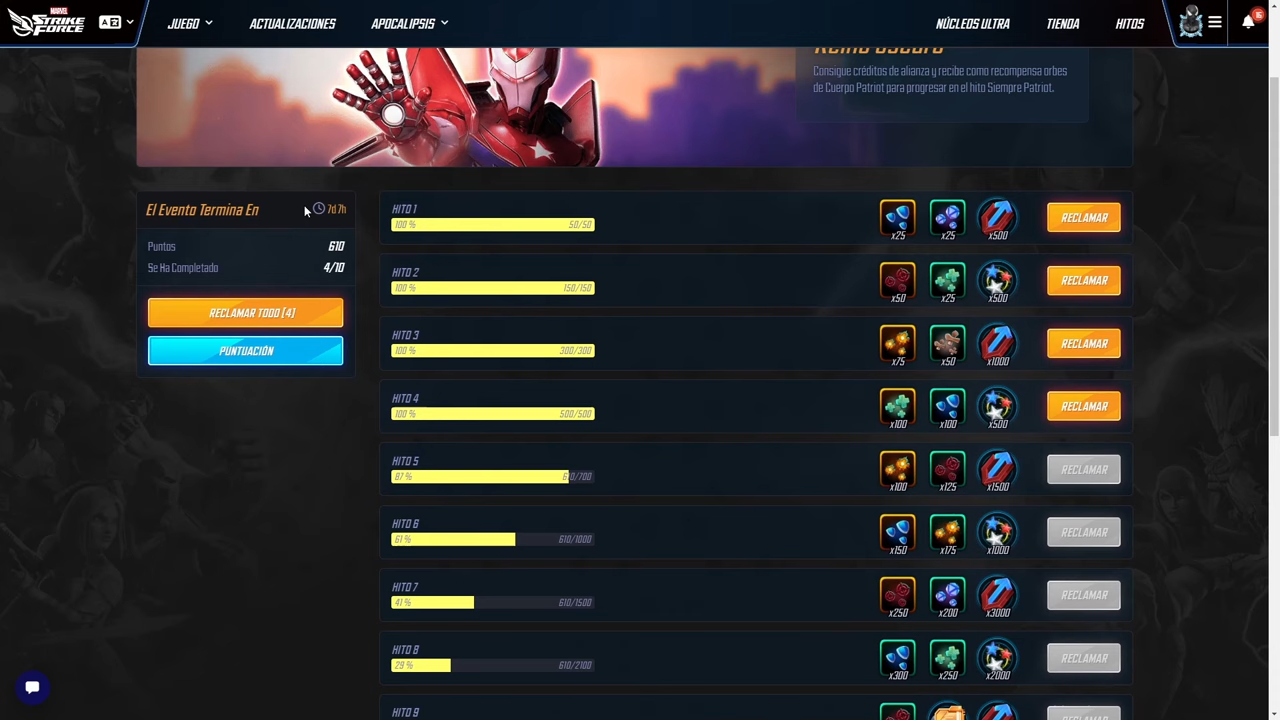 MARVEL
STRIKE FORCE
JUEGO
ACTUALIZACIONES
APOCALIPSIS
NÚCLEOS ULTRA
TIENDA
HITOS
Reino Oscuro
Consigue créditos de alianza y recibe como recompensa orbes
de Cuerpo Patriot para progresar en el hito Siempre Patriot.
El Evento Termina En
7d 7h
Puntos
610
Se Ha Completado
4/10
RECLAMAR TODO [4]
PUNTUACIÓN
HITO 1
100 %
50/50
x25
x25
x500
RECLAMAR
HITO 2
100 %
150/150
x50
x25
x500
RECLAMAR
HITO 3
100 %
300/300
x75
x50
x1000
RECLAMAR
HITO 4
100 %
500/500
x100
x100
x500
RECLAMAR
HITO 5
87 %
610/700
x100
x125
x1500
RECLAMAR
HITO 6
61 %
610/1000
x150
x175
x1000
RECLAMAR
HITO 7
41 %
610/1500
x250
x200
x3000
RECLAMAR
HITO 8
29 %
610/2100
x300
x250
x2000
RECLAMAR
HITO 9